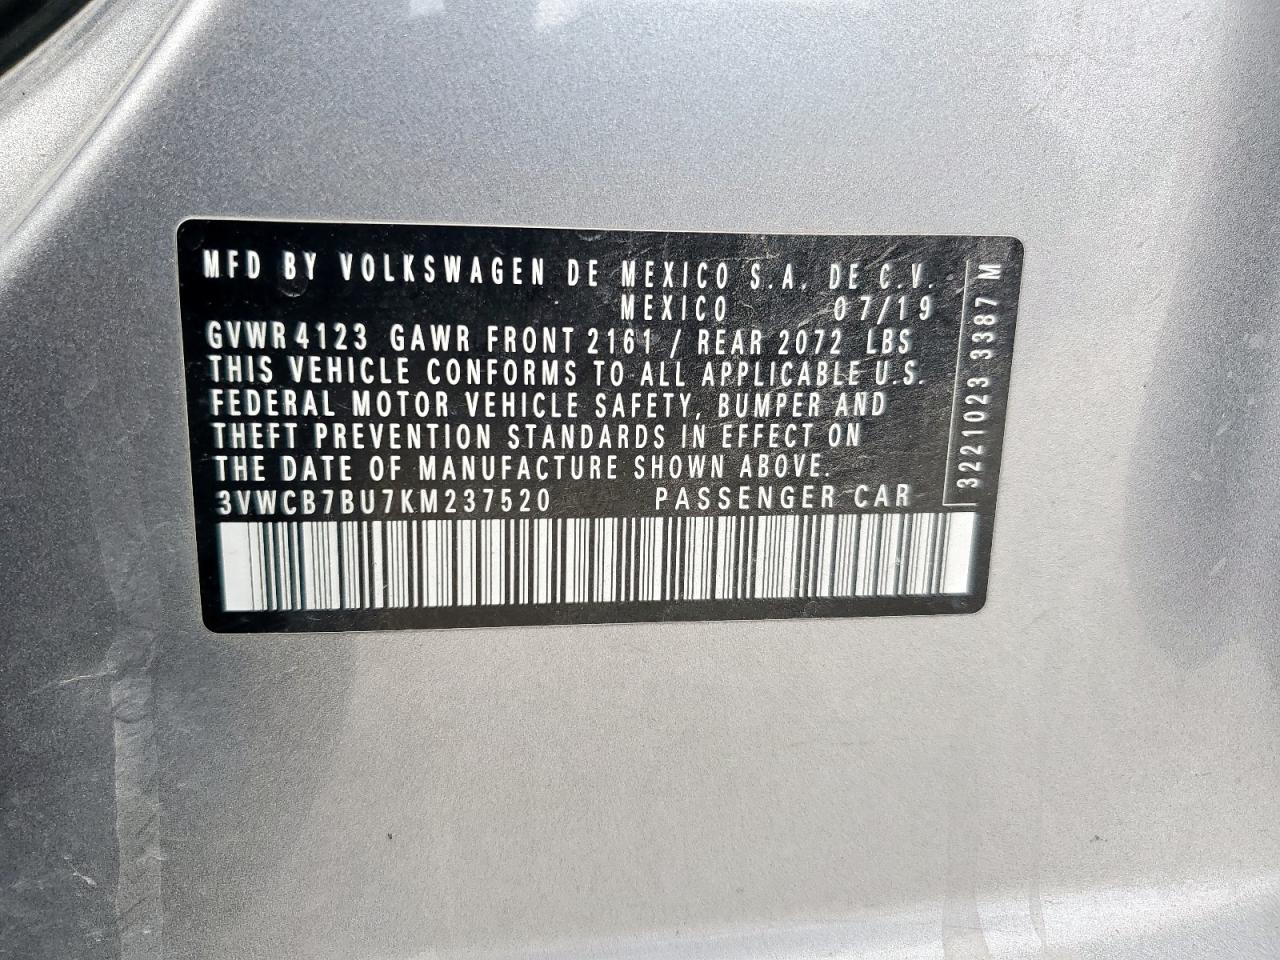 MFD BY VOLKSWAGEN DE MEXICO S.A. DE C.V.
MEXICO 07/19
GVWR 4123 GAWR FRONT 2161 / REAR 2072 LBS
THIS VEHICLE CONFORMS TO ALL APPLICABLE U.S.
FEDERAL MOTOR VEHICLE SAFETY, BUMPER AND
THEFT PREVENTION STANDARDS IN EFFECT ON
THE DATE OF MANUFACTURE SHOWN ABOVE.
3VWCB7BU7KM237520 PASSENGER CAR
3221023 3387 M